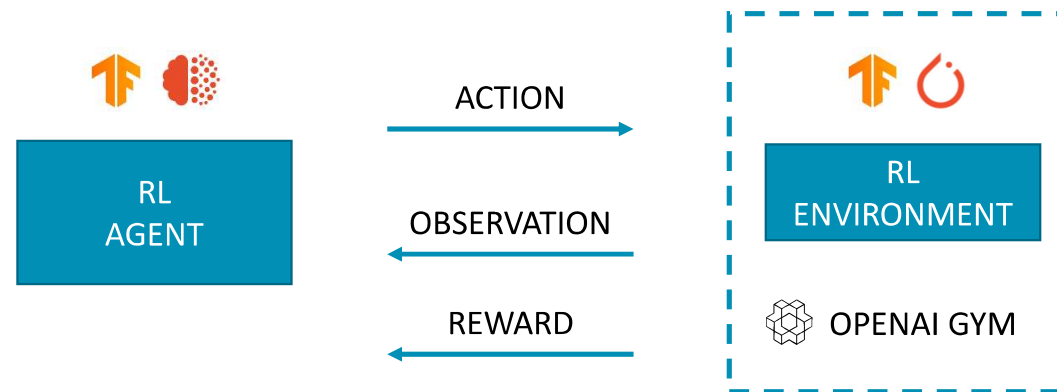 RL
AGENT
ACTION
OBSERVATION
REWARD
RL
ENVIRONMENT
OPENAI GYM